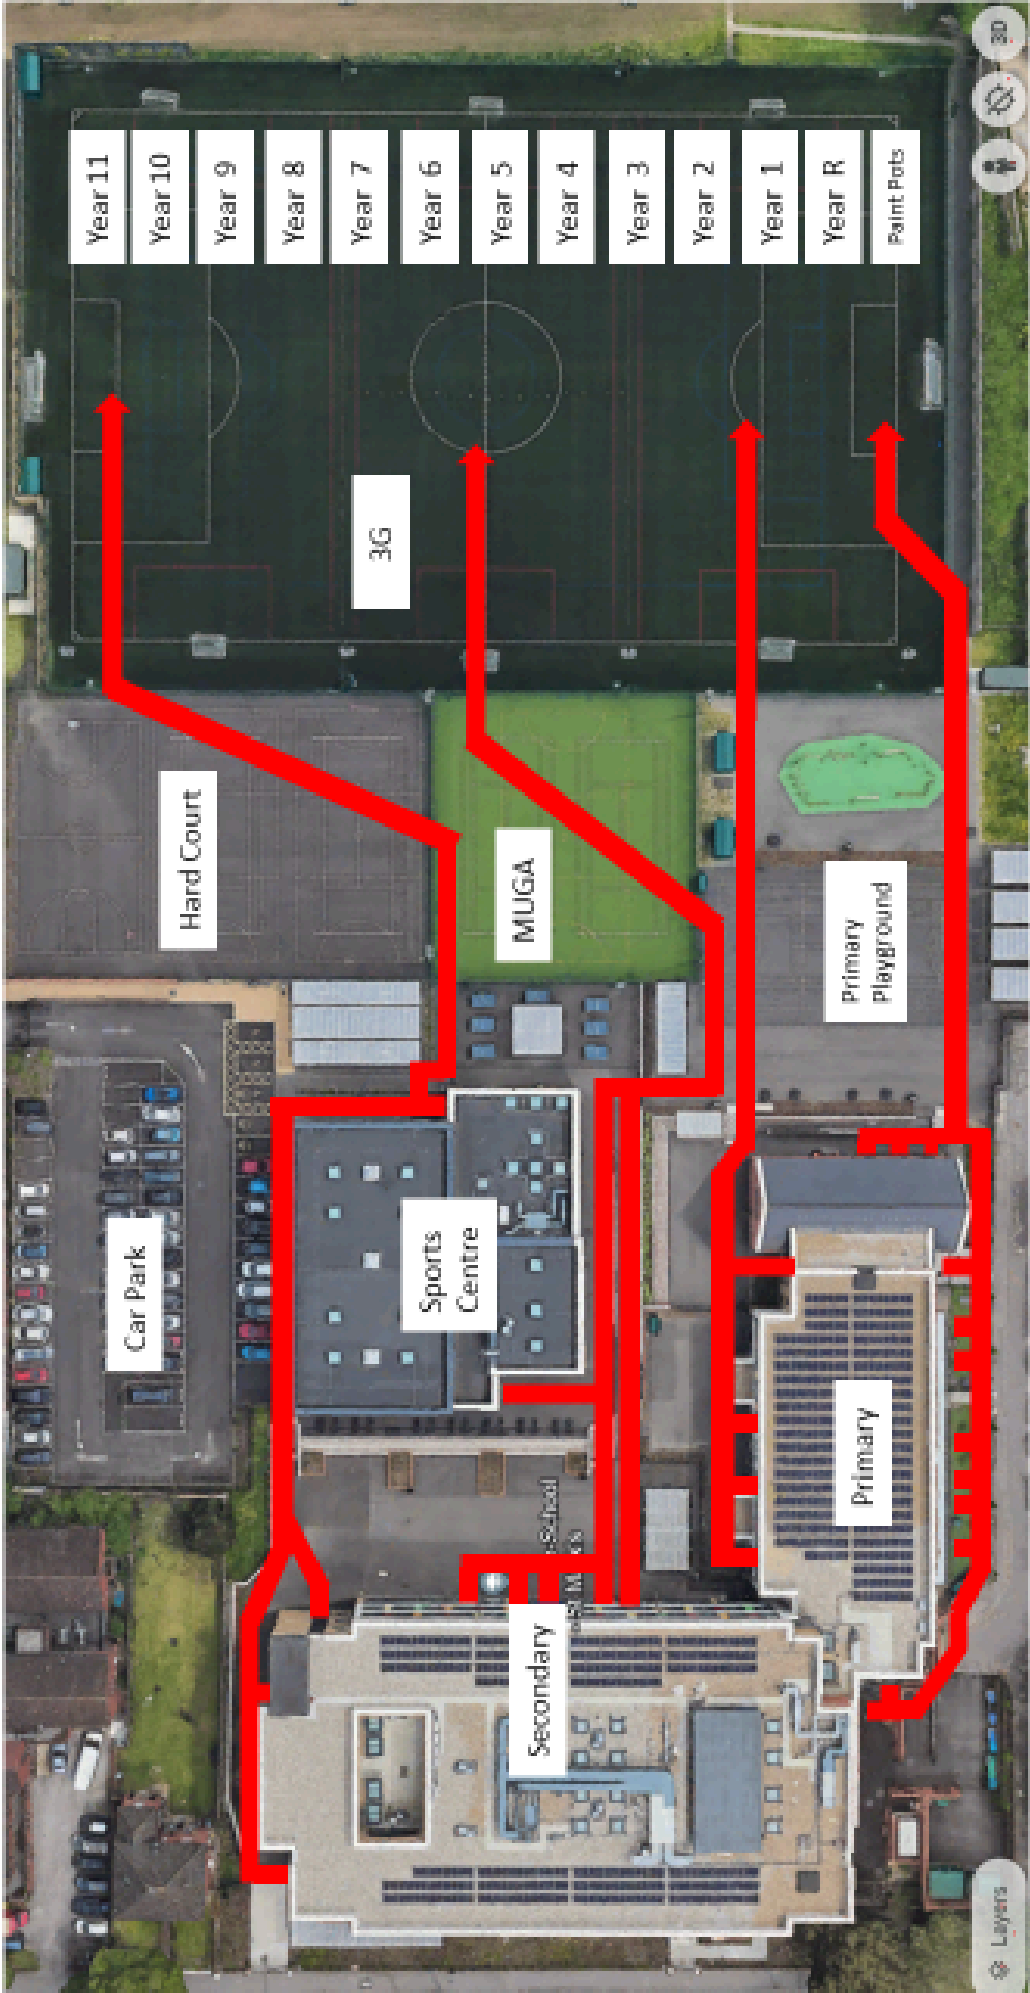 Year 11
Year 10
Year 9
Year 8
Year 7
Year 6
Year 5
Year 4
Year 3
Year 2
Year 1
Year R
Paint Pots
3G
Hard Court
MUGA
Primary
Playground
Car Park
Sports
Centre
Primary
Secondary
School
3D
Layers